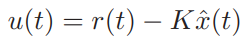 u(t) = r(t) − Kx̂(t)